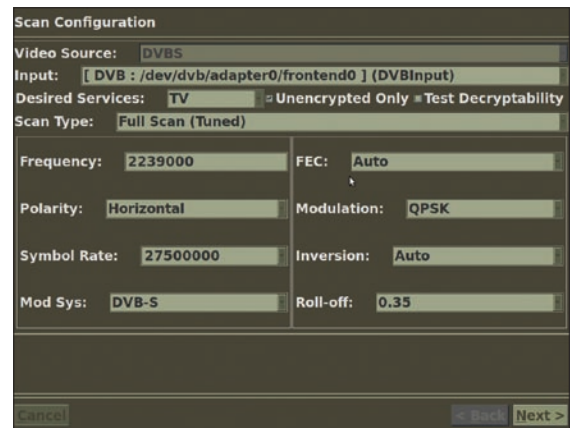 Scan Configuration
Video Source: DVBS
Input: [ DVB : /dev/dvb/adapter0/frontend0 ] (DVBInput)
Desired Services: TV Unencrypted Only Test Decryptability
Scan Type: Full Scan (Tuned)
Frequency: 2239000 FEC: Auto
Polarity: Horizontal Modulation: QPSK
Symbol Rate: 27500000 Inversion: Auto
Mod Sys: DVB-S Roll-off: 0.35
Cancel < Back Next >